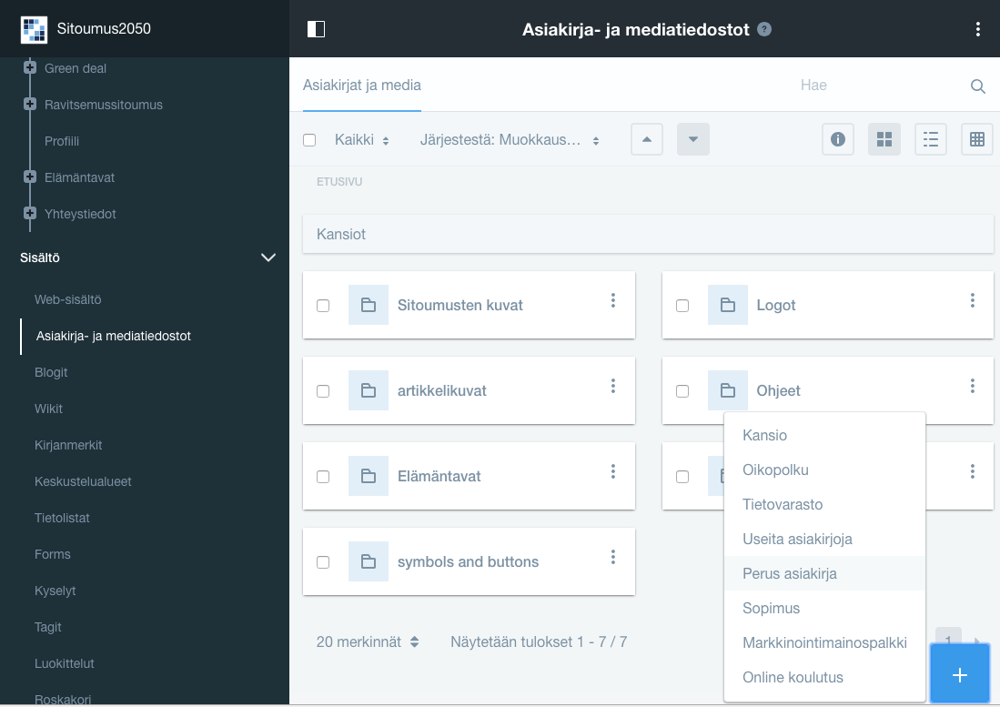 Sitoumus2050
Asiakirja- ja mediatiedostot ?
Green deal
Ravitsemussitoumus
Profiili
Elämäntavat
Yhteystiedot
Sisältö
Web-sisältö
Asiakirja- ja mediatiedostot
Blogit
Wikit
Kirjanmerkit
Keskustelualueet
Tietolistat
Forms
Kyselyt
Tagit
Luokittelut
Roskakori
Asiakirjat ja media
Hae
Kaikki
Järjestestä: Muokkaus…
ETUSIVU
Kansiot
Sitoumusten kuvat
Logot
artikkelikuvat
Ohjeet
Elämäntavat
symbols and buttons
Kansio
Oikopolku
Tietovarasto
Useita asiakirjoja
Perus asiakirja
Sopimus
Markkinointimainospalkki
Online koulutus
20 merkinnät
Näytetään tulokset 1 - 7 / 7
1